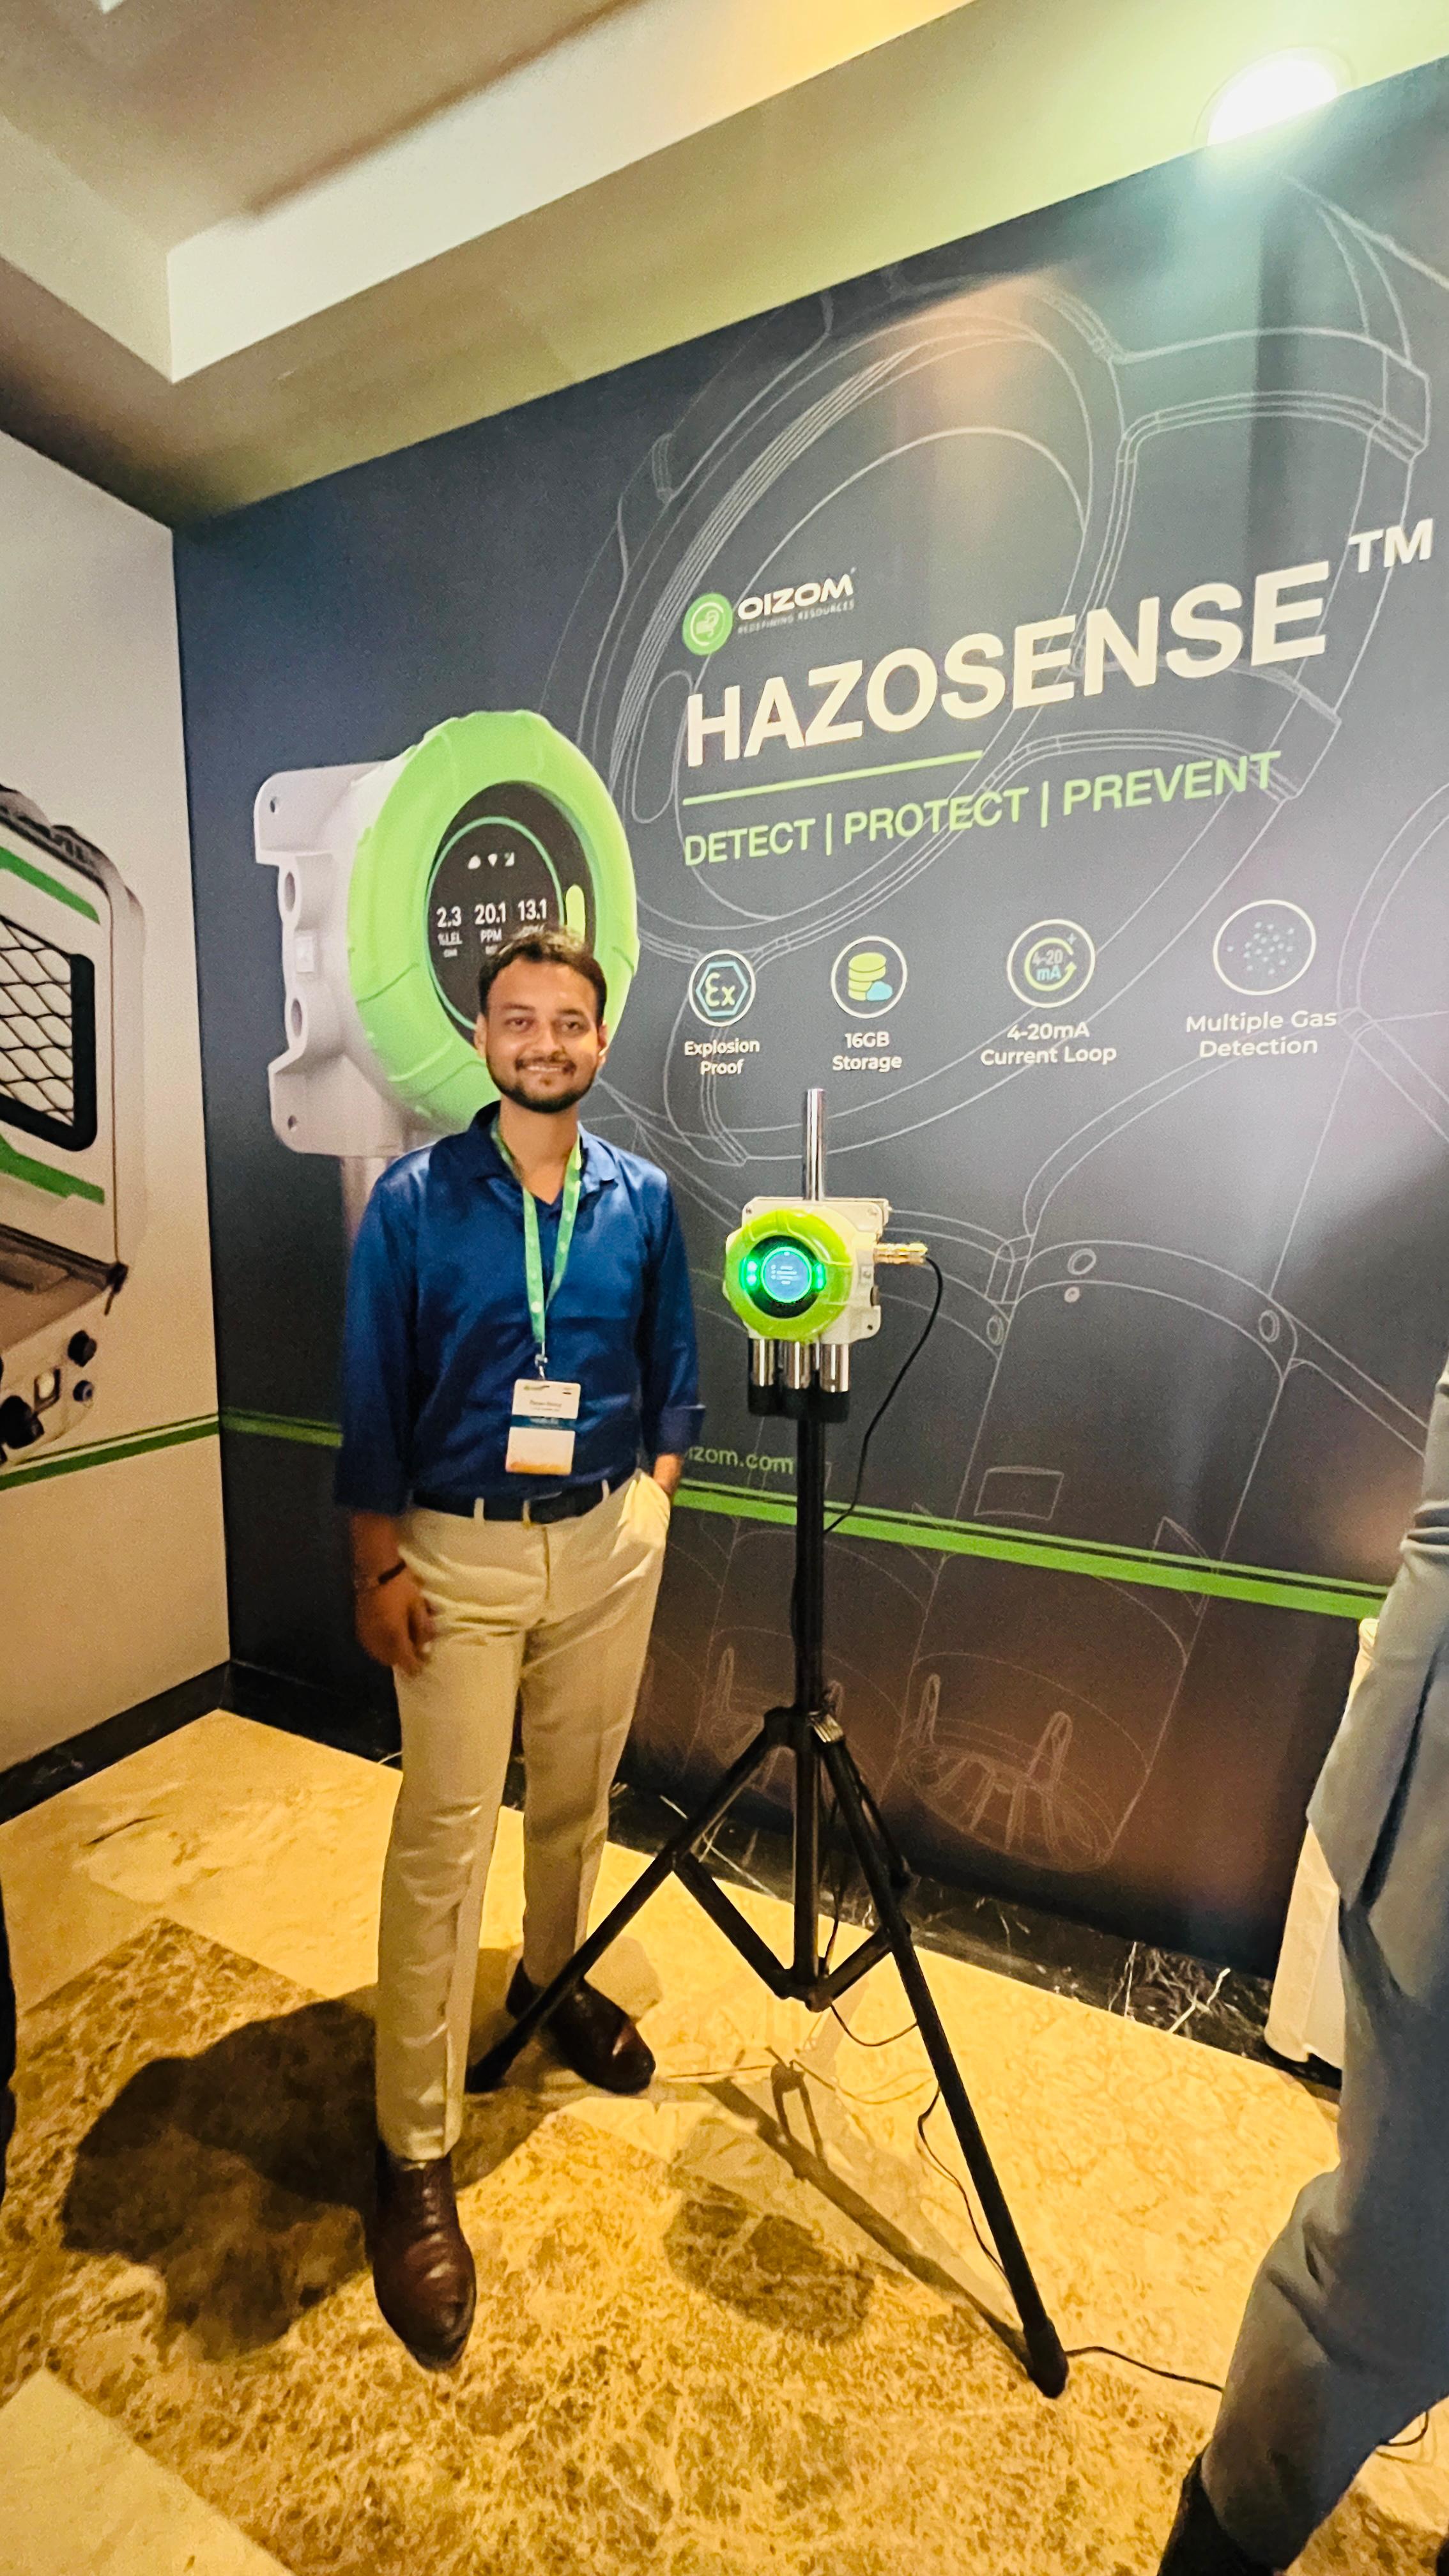 OIZOM
REDEFINING RESOURCES
HAZOSENSE™
DETECT | PROTECT | PREVENT
2.3 20.1 13.1
%LEL PPM
Ex
4-20
mA
Explosion
Proof
16GB
Storage
4-20mA
Current Loop
Multiple Gas
Detection
izom.com